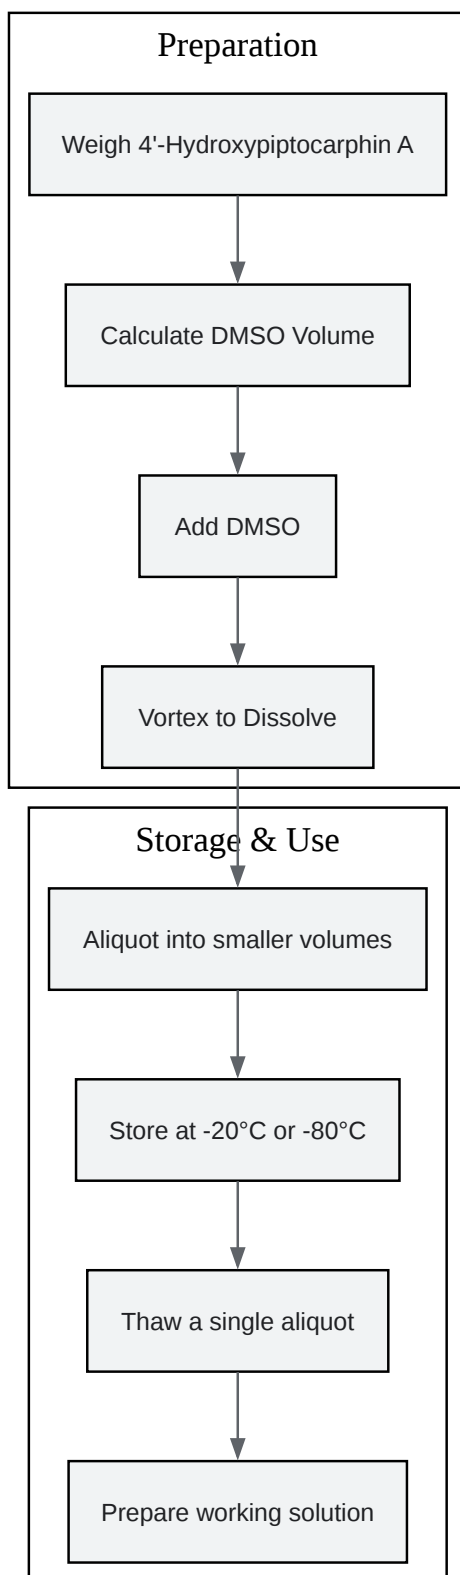 Preparation
Weigh 4'-Hydroxypiptocarphin A
Calculate DMSO Volume
Add DMSO
Vortex to Dissolve
Storage & Use
Aliquot into smaller volumes
Store at -20°C or -80°C
Thaw a single aliquot
Prepare working solution